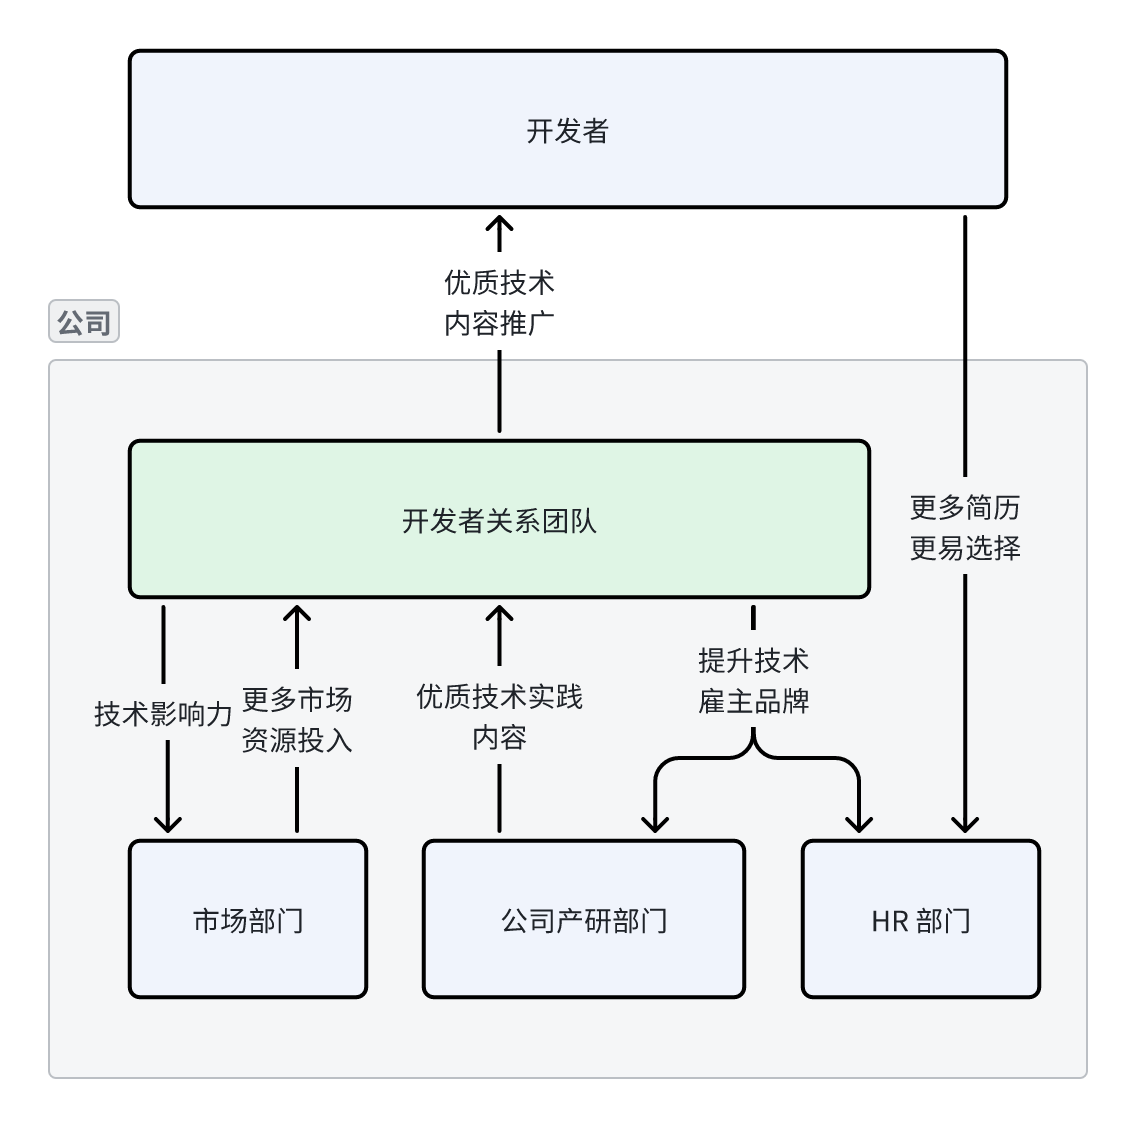 开发者
优质技术
内容推广
公司
开发者关系团队
更多简历
更易选择
技术影响力
更多市场
资源投入
优质技术实践
内容
提升技术
雇主品牌
市场部门
公司产研部门
HR 部门